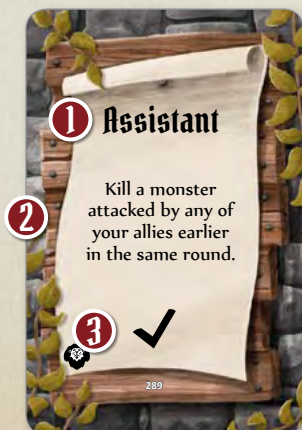 1 Assistant
2
Kill a monster
attacked by any of
your allies earlier
in the same round.
3
289